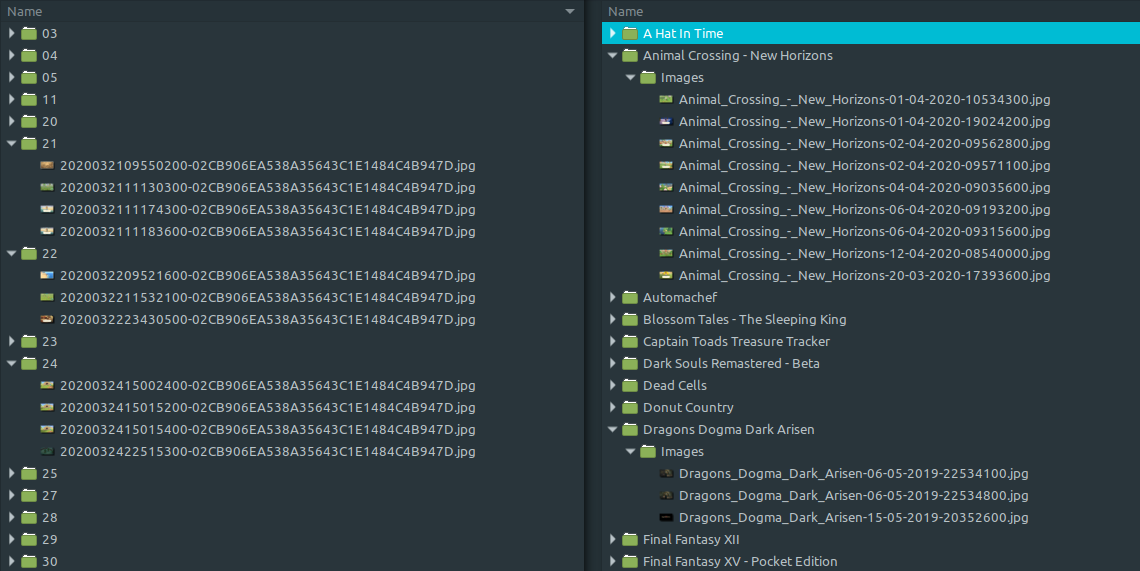 Name
03
04
05
11
20
21
2020032109550200-02CB906EA538A35643C1E1484C4B947D.jpg
2020032111130300-02CB906EA538A35643C1E1484C4B947D.jpg
2020032111174300-02CB906EA538A35643C1E1484C4B947D.jpg
2020032111183600-02CB906EA538A35643C1E1484C4B947D.jpg
22
2020032209521600-02CB906EA538A35643C1E1484C4B947D.jpg
2020032211532100-02CB906EA538A35643C1E1484C4B947D.jpg
2020032223430500-02CB906EA538A35643C1E1484C4B947D.jpg
23
24
2020032415002400-02CB906EA538A35643C1E1484C4B947D.jpg
2020032415015200-02CB906EA538A35643C1E1484C4B947D.jpg
2020032415015400-02CB906EA538A35643C1E1484C4B947D.jpg
2020032422515300-02CB906EA538A35643C1E1484C4B947D.jpg
25
27
28
29
30
Name
A Hat In Time
Animal Crossing - New Horizons
Images
Animal_Crossing_-_New_Horizons-01-04-2020-10534300.jpg
Animal_Crossing_-_New_Horizons-01-04-2020-19024200.jpg
Animal_Crossing_-_New_Horizons-02-04-2020-09562800.jpg
Animal_Crossing_-_New_Horizons-02-04-2020-09571100.jpg
Animal_Crossing_-_New_Horizons-04-04-2020-09035600.jpg
Animal_Crossing_-_New_Horizons-06-04-2020-09193200.jpg
Animal_Crossing_-_New_Horizons-06-04-2020-09315600.jpg
Animal_Crossing_-_New_Horizons-12-04-2020-08540000.jpg
Animal_Crossing_-_New_Horizons-20-03-2020-17393600.jpg
Automachef
Blossom Tales - The Sleeping King
Captain Toads Treasure Tracker
Dark Souls Remastered - Beta
Dead Cells
Donut Country
Dragons Dogma Dark Arisen
Images
Dragons_Dogma_Dark_Arisen-06-05-2019-22534100.jpg
Dragons_Dogma_Dark_Arisen-06-05-2019-22534800.jpg
Dragons_Dogma_Dark_Arisen-15-05-2019-20352600.jpg
Final Fantasy XII
Final Fantasy XV - Pocket Edition